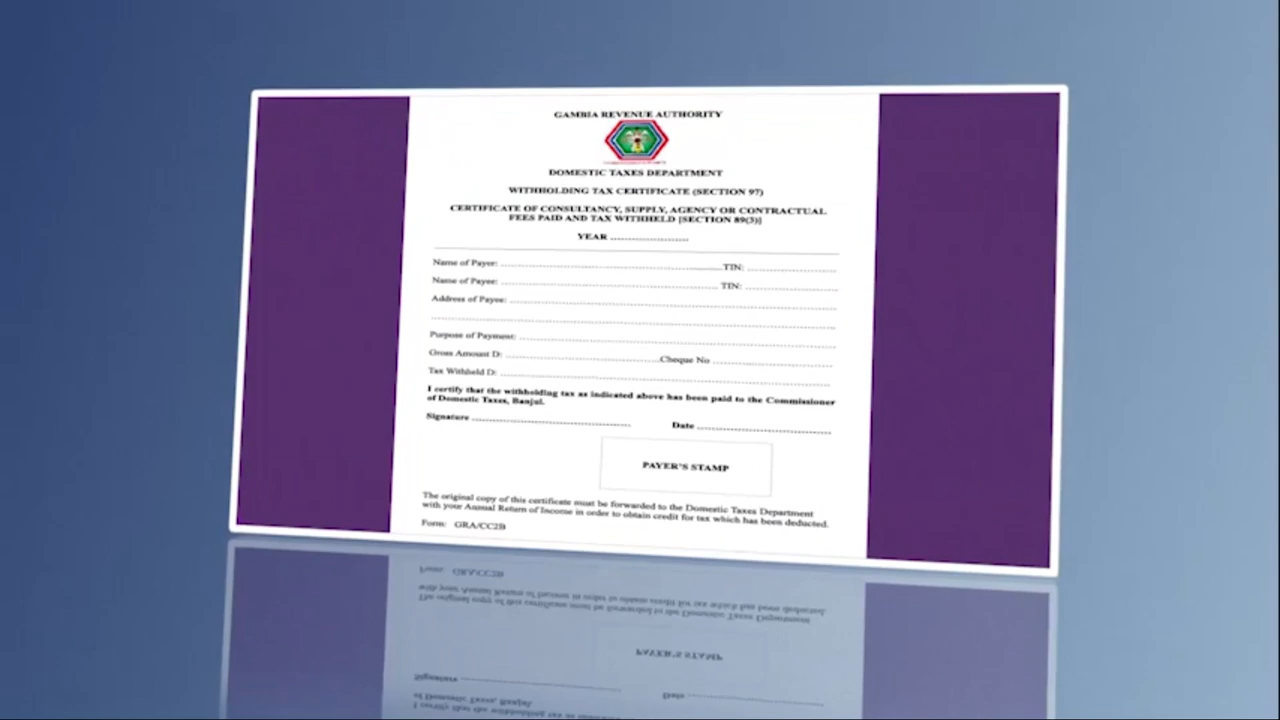 GAMBIA REVENUE AUTHORITY
DOMESTIC TAXES DEPARTMENT
WITHHOLDING TAX CERTIFICATE (SECTION 97)
CERTIFICATE OF CONSULTANCY, SUPPLY, AGENCY OR CONTRACTUAL
FEES PAID AND TAX WITHHELD [SECTION 89(3)]
YEAR ........................
Name of Payer: ........................ TIN: ........................
Name of Payee: ........................ TIN: ........................
Address of Payee: ........................
Purpose of Payment: ........................
Gross Amount D: ........................ Cheque No ........................
Tax Withheld D: ........................
I certify that the withholding tax as indicated above has been paid to the Commissioner
of Domestic Taxes, Banjul.
Signature ........................ Date ........................
PAYER'S STAMP
The original copy of this certificate must be forwarded to the Domestic Taxes Department
with your Annual Return of Income in order to obtain credit for tax which has been deducted.
Form: GRA/CC2B